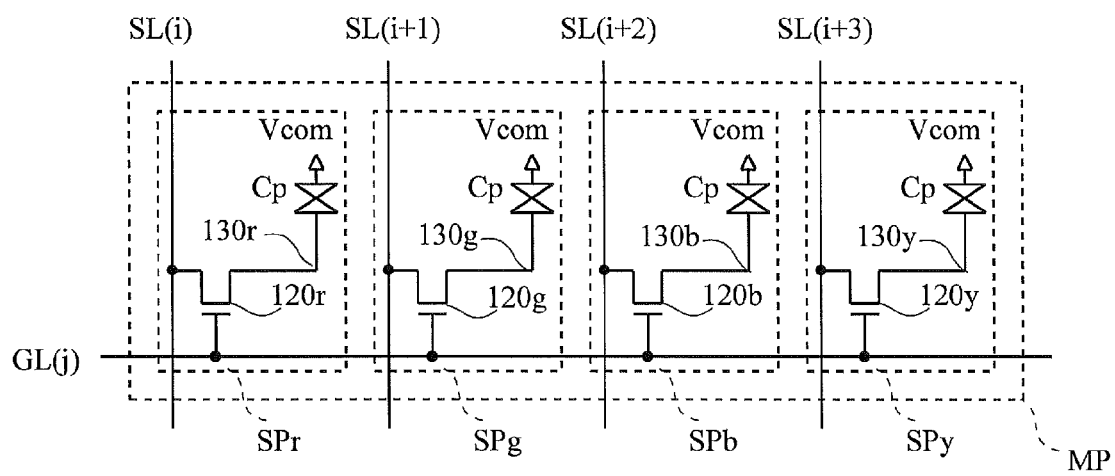 SL(i) SL(i+1) SL(i+2) SL(i+3)
Vcom Vcom Vcom Vcom
Cp Cp Cp Cp
130r 130g 130b 130y
120r 120g 120b 120y
GL(j)
SPr SPg SPb SPy
MP